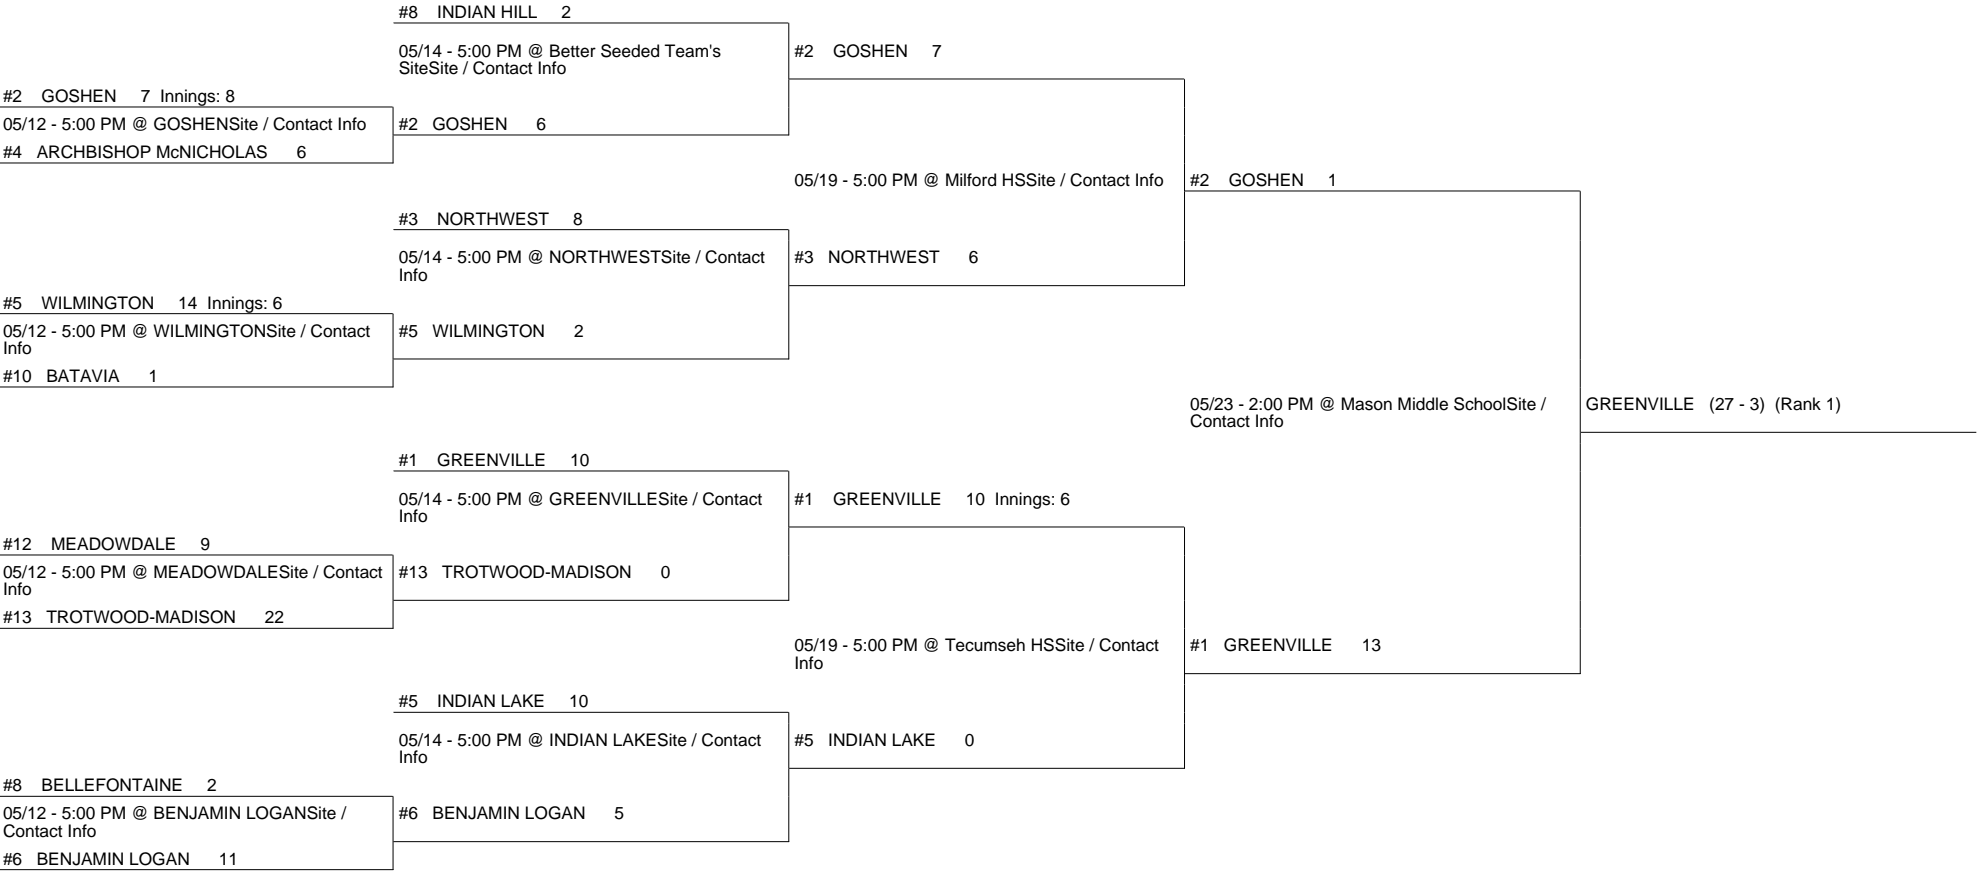 #8 INDIAN HILL 2
05/14 - 5:00 PM @ Better Seeded Team's
SiteSite / Contact Info
#2 GOSHEN 7
#2 GOSHEN 7 Innings: 8
05/12 - 5:00 PM @ GOSHENSite / Contact Info
#4 ARCHBISHOP McNICHOLAS 6
#2 GOSHEN 6
05/19 - 5:00 PM @ Milford HSSite / Contact Info
#2 GOSHEN 1
#3 NORTHWEST 8
05/14 - 5:00 PM @ NORTHWESTSite / Contact
Info
#3 NORTHWEST 6
#5 WILMINGTON 14 Innings: 6
05/12 - 5:00 PM @ WILMINGTONSite / Contact
Info
#10 BATAVIA 1
#5 WILMINGTON 2
05/23 - 2:00 PM @ Mason Middle SchoolSite /
Contact Info
GREENVILLE (27 - 3) (Rank 1)
#1 GREENVILLE 10
05/14 - 5:00 PM @ GREENVILLESite / Contact
Info
#1 GREENVILLE 10 Innings: 6
#12 MEADOWDALE 9
05/12 - 5:00 PM @ MEADOWDALESite / Contact
Info
#13 TROTWOOD-MADISON 22
#13 TROTWOOD-MADISON 0
05/19 - 5:00 PM @ Tecumseh HSSite / Contact
Info
#1 GREENVILLE 13
#5 INDIAN LAKE 10
05/14 - 5:00 PM @ INDIAN LAKESite / Contact
Info
#5 INDIAN LAKE 0
#8 BELLEFONTAINE 2
05/12 - 5:00 PM @ BENJAMIN LOGANSite /
Contact Info
#6 BENJAMIN LOGAN 11
#6 BENJAMIN LOGAN 5